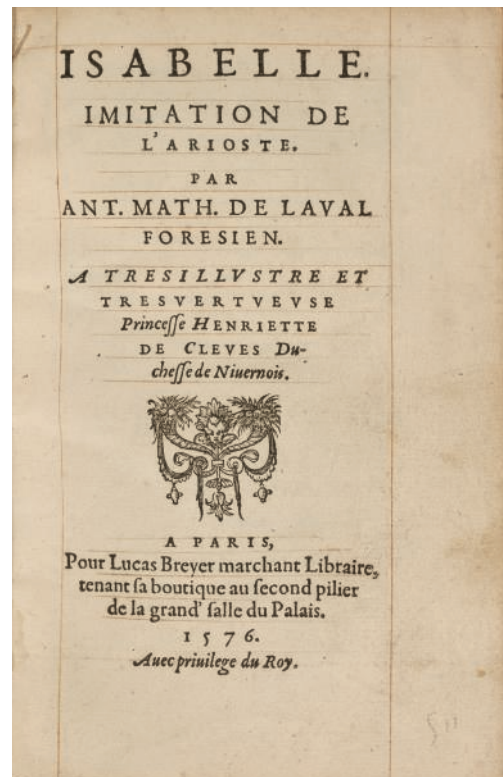 ISABELLE.
IMITATION DE
L'ARIOSTE.
PAR
ANT. MATH. DE LAVAL
FORESIEN.
A TRESILLVSTRE ET
TRESVERTVEVSE
Princesse HENRIETTE
DE CLEVES Du-
chesse de Niuernois.
A PARIS,
Pour Lucas Breyer marchant Libraire,
tenant sa boutique au second pilier
de la grand' salle du Palais.
1576.
Auec priuilege du Roy.